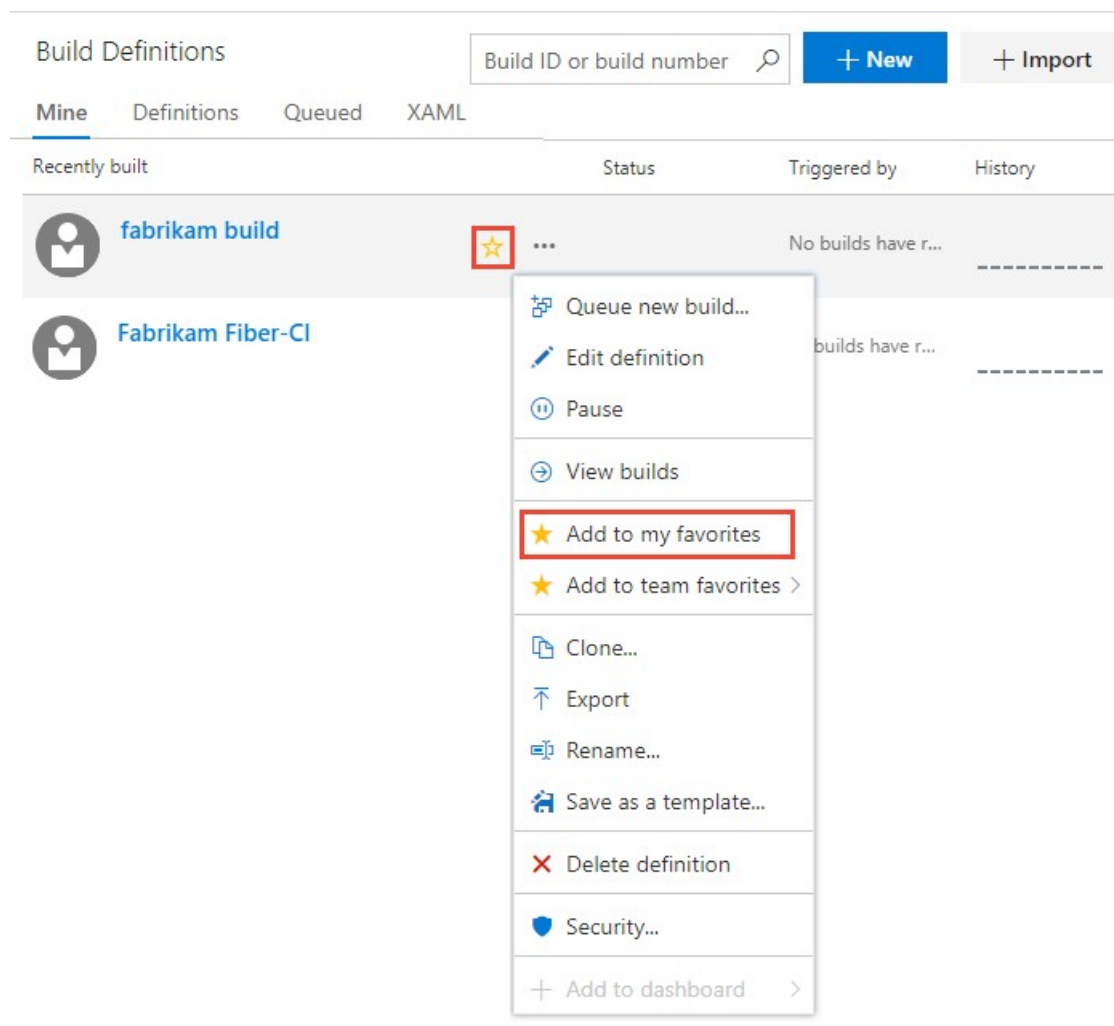 Build Definitions
Build ID or build number
+ New
+ Import
Mine Definitions Queued XAML
Recently built Status Triggered by History
fabrikam build
... No builds have r...
Queue new build...
Fabrikam Fiber-CI
builds have r...
Edit definition
Pause
View builds
Add to my favorites
Add to team favorites >
Clone...
Export
Rename...
Save as a template...
Delete definition
Security...
+ Add to dashboard >